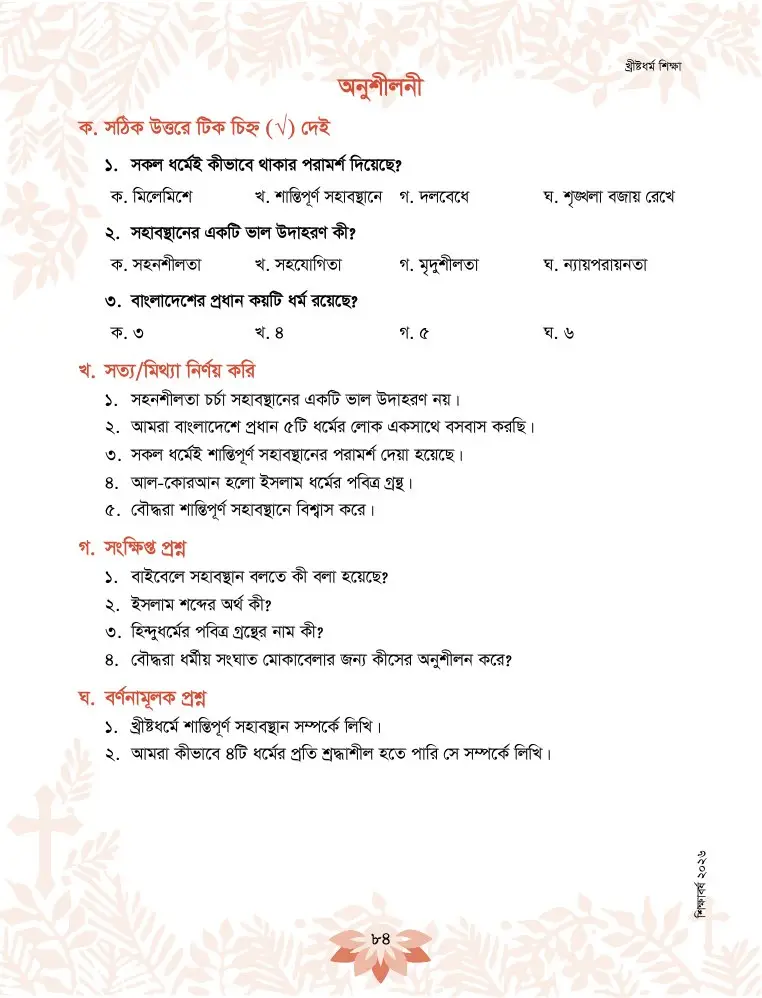 খ্রীষ্টধর্ম শিক্ষা
অনুশীলনী
ক. সঠিক উত্তরে টিক চিহ্ন (√) দেই
১. সকল ধর্মেই কীভাবে থাকার পরামর্শ দিয়েছে?
ক. মিলেমিশে খ. শান্তিপূর্ণ সহাবস্থানে গ. দলবেধে ঘ. শৃঙ্খলা বজায় রেখে
২. সহাবস্থানের একটি ভাল উদাহরণ কী?
ক. সহনশীলতা খ. সহযোগিতা গ. মৃদুশীলতা ঘ. ন্যায়পরায়নতা
৩. বাংলাদেশের প্রধান কয়টি ধর্ম রয়েছে?
ক. ৩ খ. ৪ গ. ৫ ঘ. ৬
খ. সত্য/মিথ্যা নির্ণয় করি
১. সহনশীলতা চর্চা সহাবস্থানের একটি ভাল উদাহরণ নয়।
২. আমরা বাংলাদেশে প্রধান ৫টি ধর্মের লোক একসাথে বসবাস করছি।
৩. সকল ধর্মেই শান্তিপূর্ণ সহাবস্থানের পরামর্শ দেয়া হয়েছে।
৪. আল-কোরআন হলো ইসলাম ধর্মের পবিত্র গ্রন্থ।
৫. বৌদ্ধরা শান্তিপূর্ণ সহাবস্থানে বিশ্বাস করে।
গ. সংক্ষিপ্ত প্রশ্ন
১. বাইবেলে সহাবস্থান বলতে কী বলা হয়েছে?
২. ইসলাম শব্দের অর্থ কী?
৩. হিন্দুধর্মের পবিত্র গ্রন্থের নাম কী?
৪. বৌদ্ধরা ধর্মীয় সংঘাত মোকাবেলার জন্য কীসের অনুশীলন করে?
ঘ. বর্ণনামূলক প্রশ্ন
১. খ্রীষ্টধর্মে শান্তিপূর্ণ সহাবস্থান সম্পর্কে লিখি।
২. আমরা কীভাবে ৪টি ধর্মের প্রতি শ্রদ্ধাশীল হতে পারি সে সম্পর্কে লিখি।
শিক্ষাবর্ষ ২০২৬
৮৪